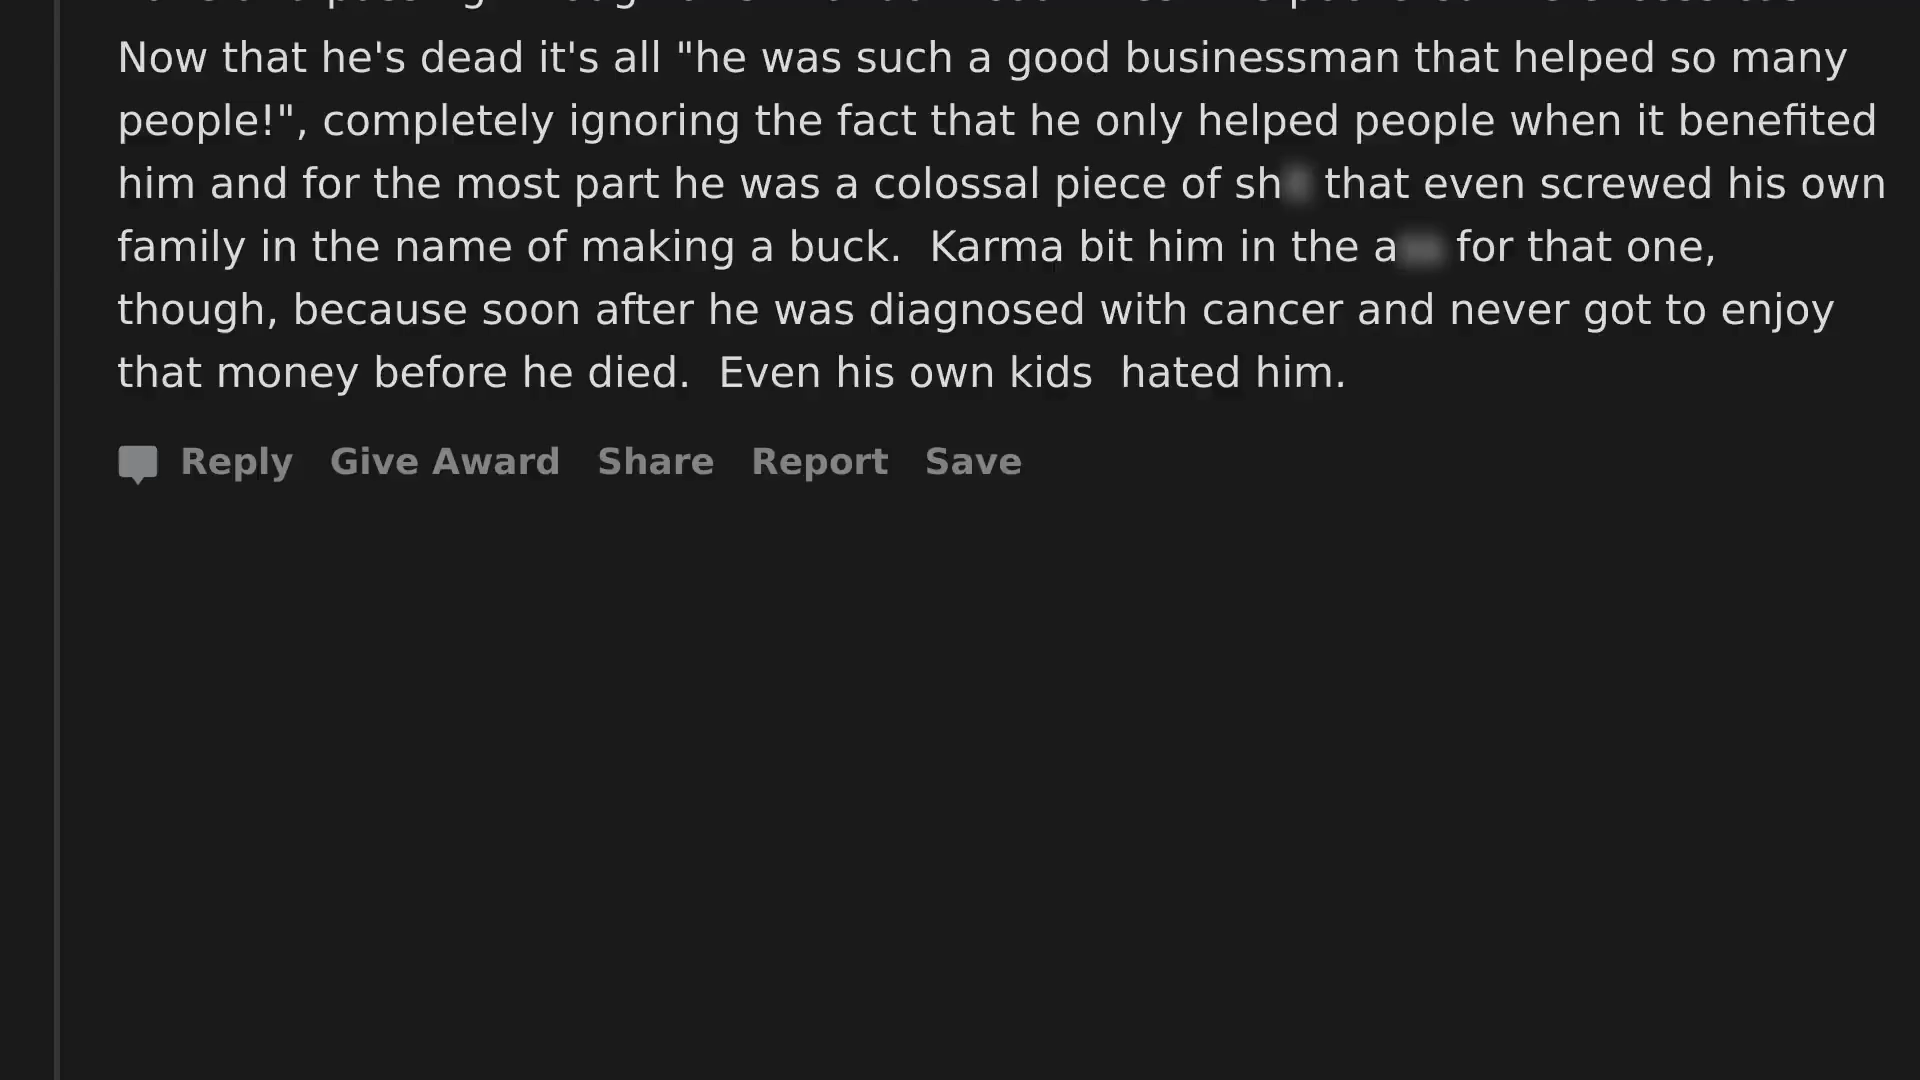 Now that he's dead it's all "he was such a good businessman that helped so many
people!", completely ignoring the fact that he only helped people when it benefited
him and for the most part he was a colossal piece of sh that even screwed his own
family in the name of making a buck.  Karma bit him in the a for that one,
though, because soon after he was diagnosed with cancer and never got to enjoy
that money before he died.  Even his own kids  hated him.
Reply Give Award Share Report Save